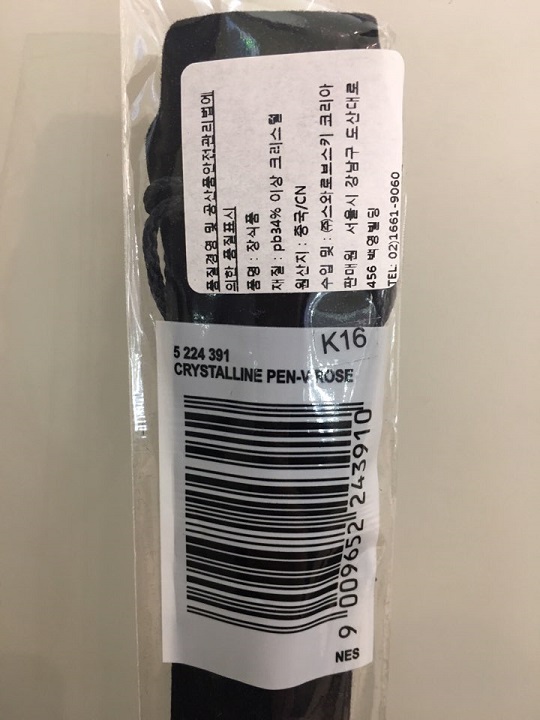 품질경영 및 공산품안전관리법에
의한 품질표시
품명 : 장식품
재질 : pb34% 이상 크리스털
원산지 : 중국/CN
수입 및 : ㈜스와로브스키 코리아
판매원 서울시 강남구 도산대로
456 백영빌딩
TEL: 02)1661-9060
K16
5 224 391
CRYSTALLINE PEN-V ROSE
9 009652 243910
NES